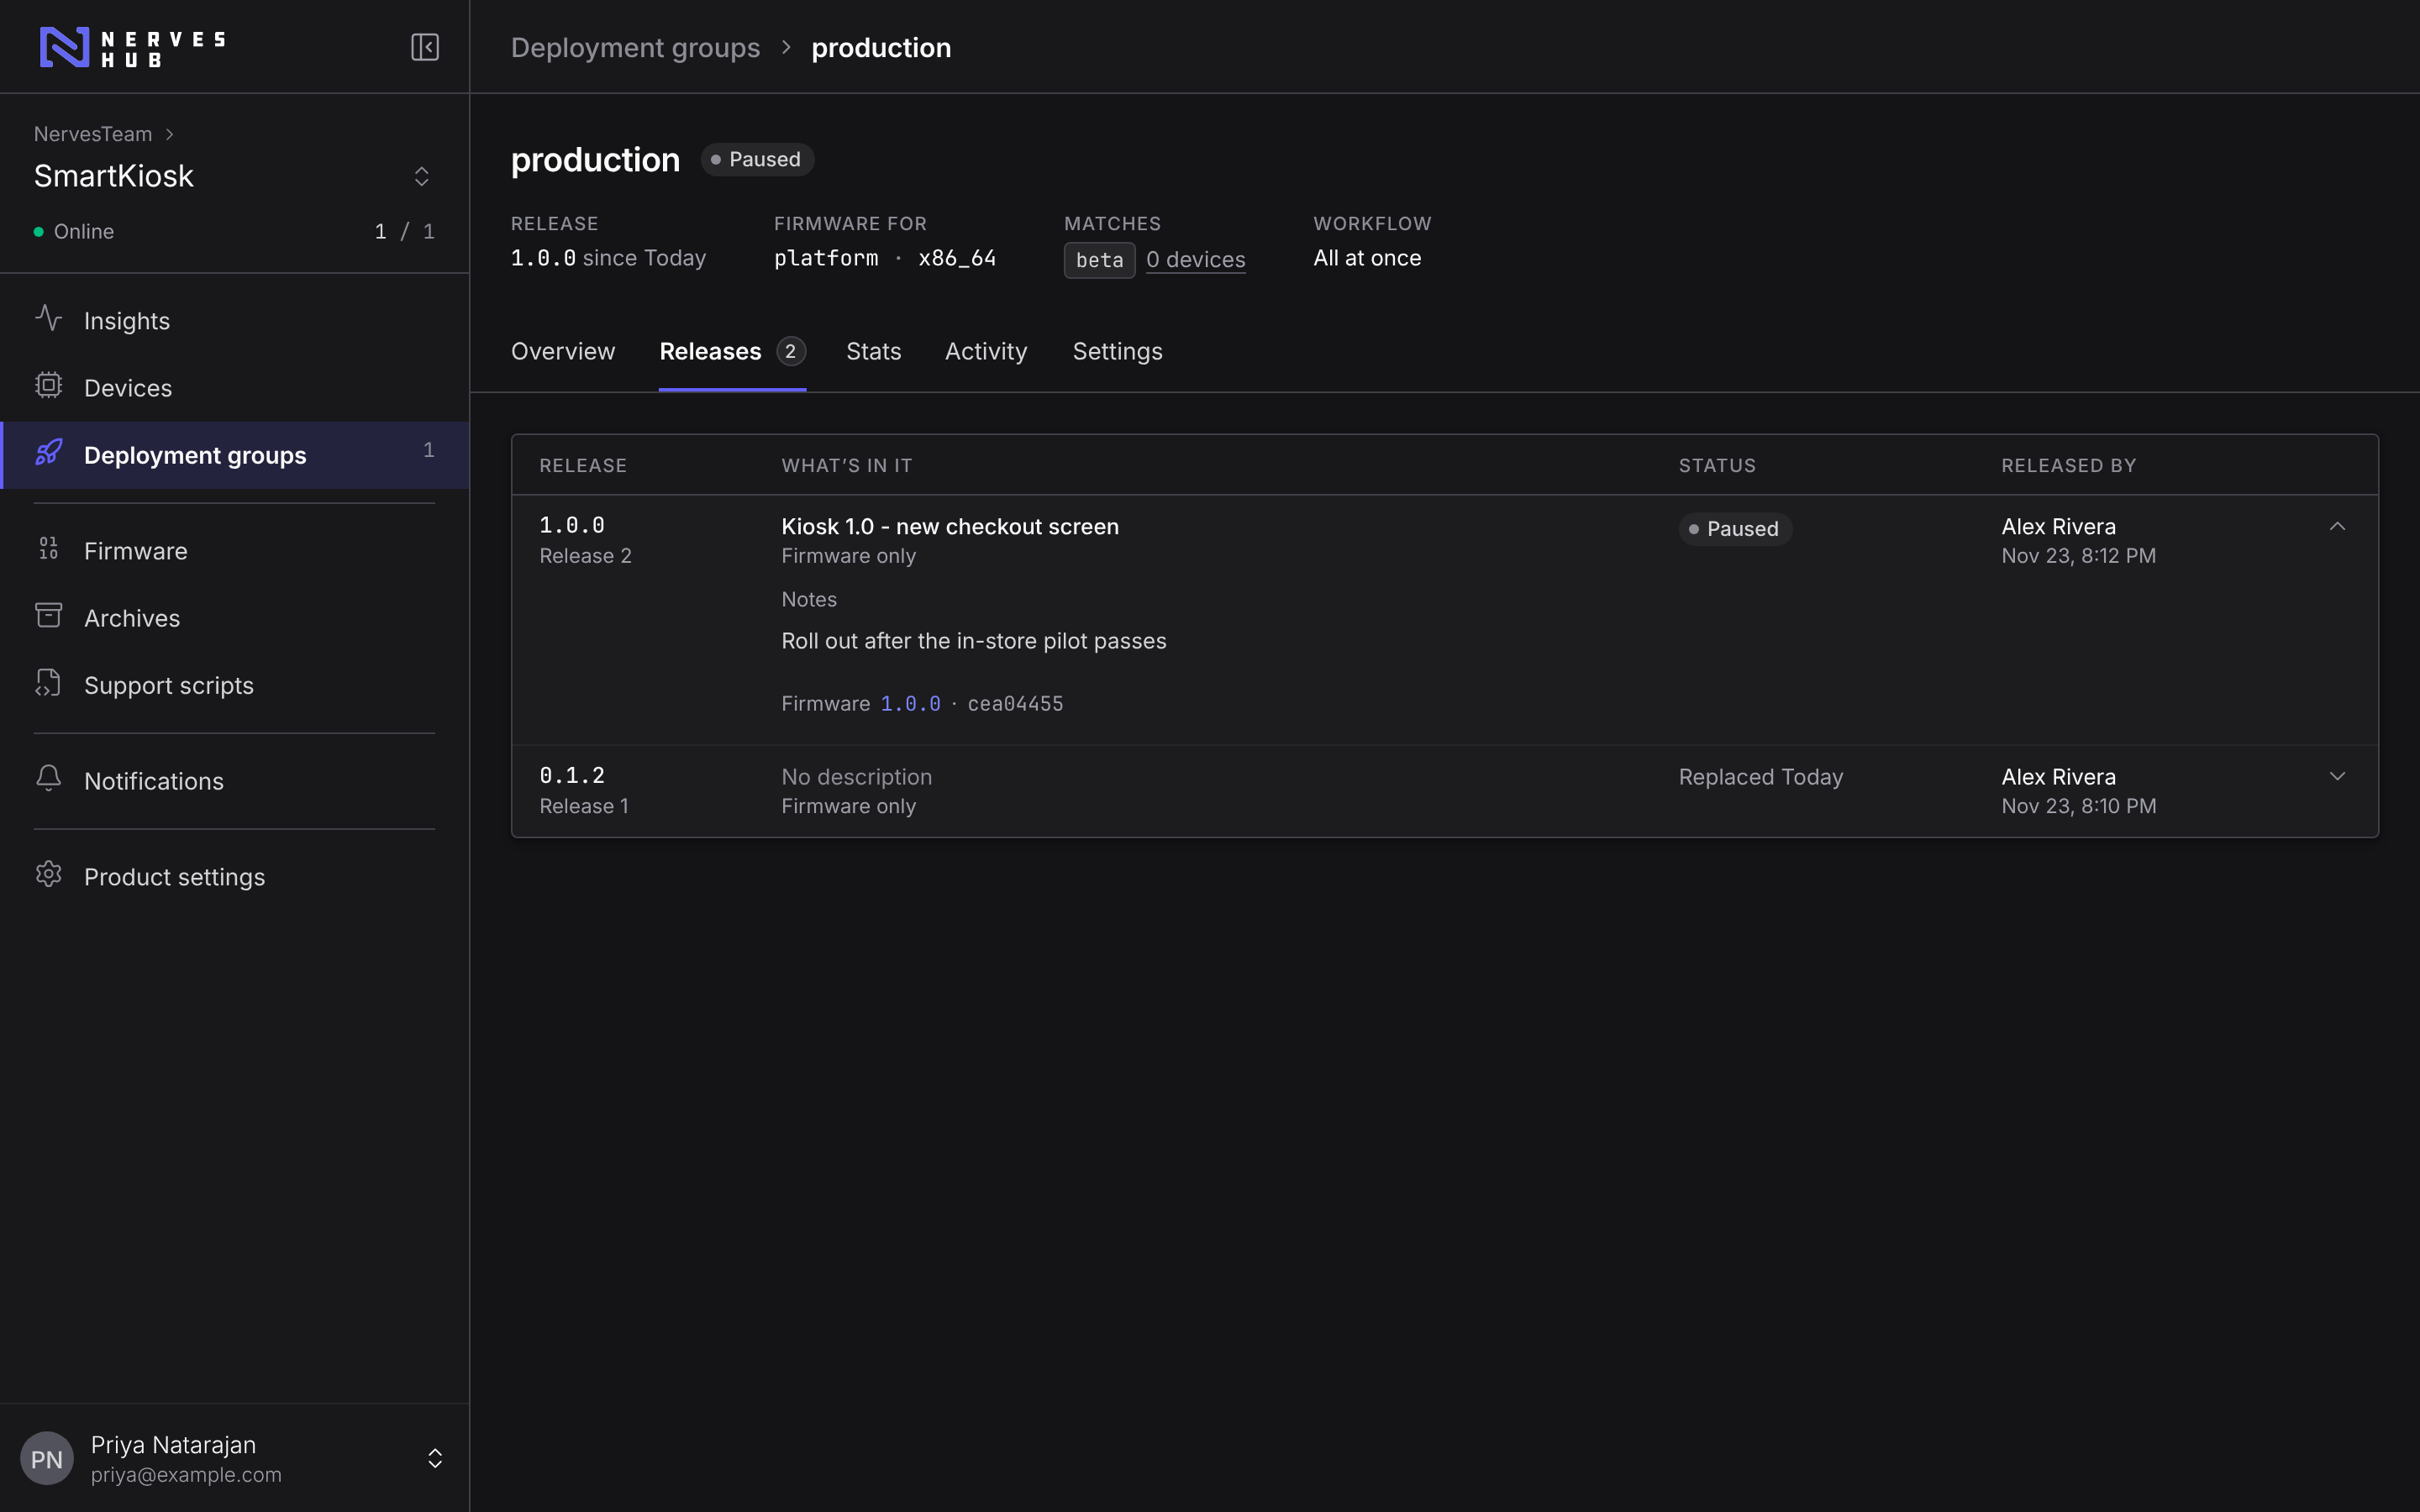 NERVES
HUB
NervesTeam
SmartKiosk
Online
1 / 1
Insights
Devices
Deployment groups 1
Firmware
Archives
Support scripts
Notifications
Product settings
PN
Priya Natarajan
priya@example.com
Deployment groups > production
production Paused
RELEASE
1.0.0 since Today
FIRMWARE FOR
platform · x86_64
MATCHES
beta 0 devices
WORKFLOW
All at once
Overview Releases 2 Stats Activity Settings
RELEASE WHAT’S IN IT STATUS RELEASED BY
1.0.0 Kiosk 1.0 - new checkout screen Paused Alex Rivera
Release 2 Firmware only Nov 23, 8:12 PM
Notes
Roll out after the in-store pilot passes
Firmware 1.0.0 · cea04455
0.1.2 No description Replaced Today Alex Rivera
Release 1 Firmware only Nov 23, 8:10 PM